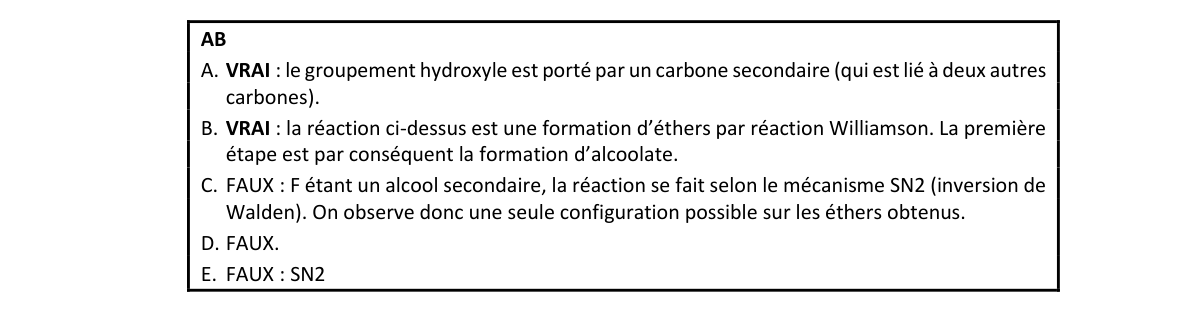 AB
A. VRAI : le groupement hydroxyle est porté par un carbone secondaire (qui est lié à deux autres
carbones).
B. VRAI : la réaction ci-dessus est une formation d’éthers par réaction Williamson. La première
étape est par conséquent la formation d’alcoolate.
C. FAUX : F étant un alcool secondaire, la réaction se fait selon le mécanisme SN2 (inversion de
Walden). On observe donc une seule configuration possible sur les éthers obtenus.
D. FAUX.
E. FAUX : SN2